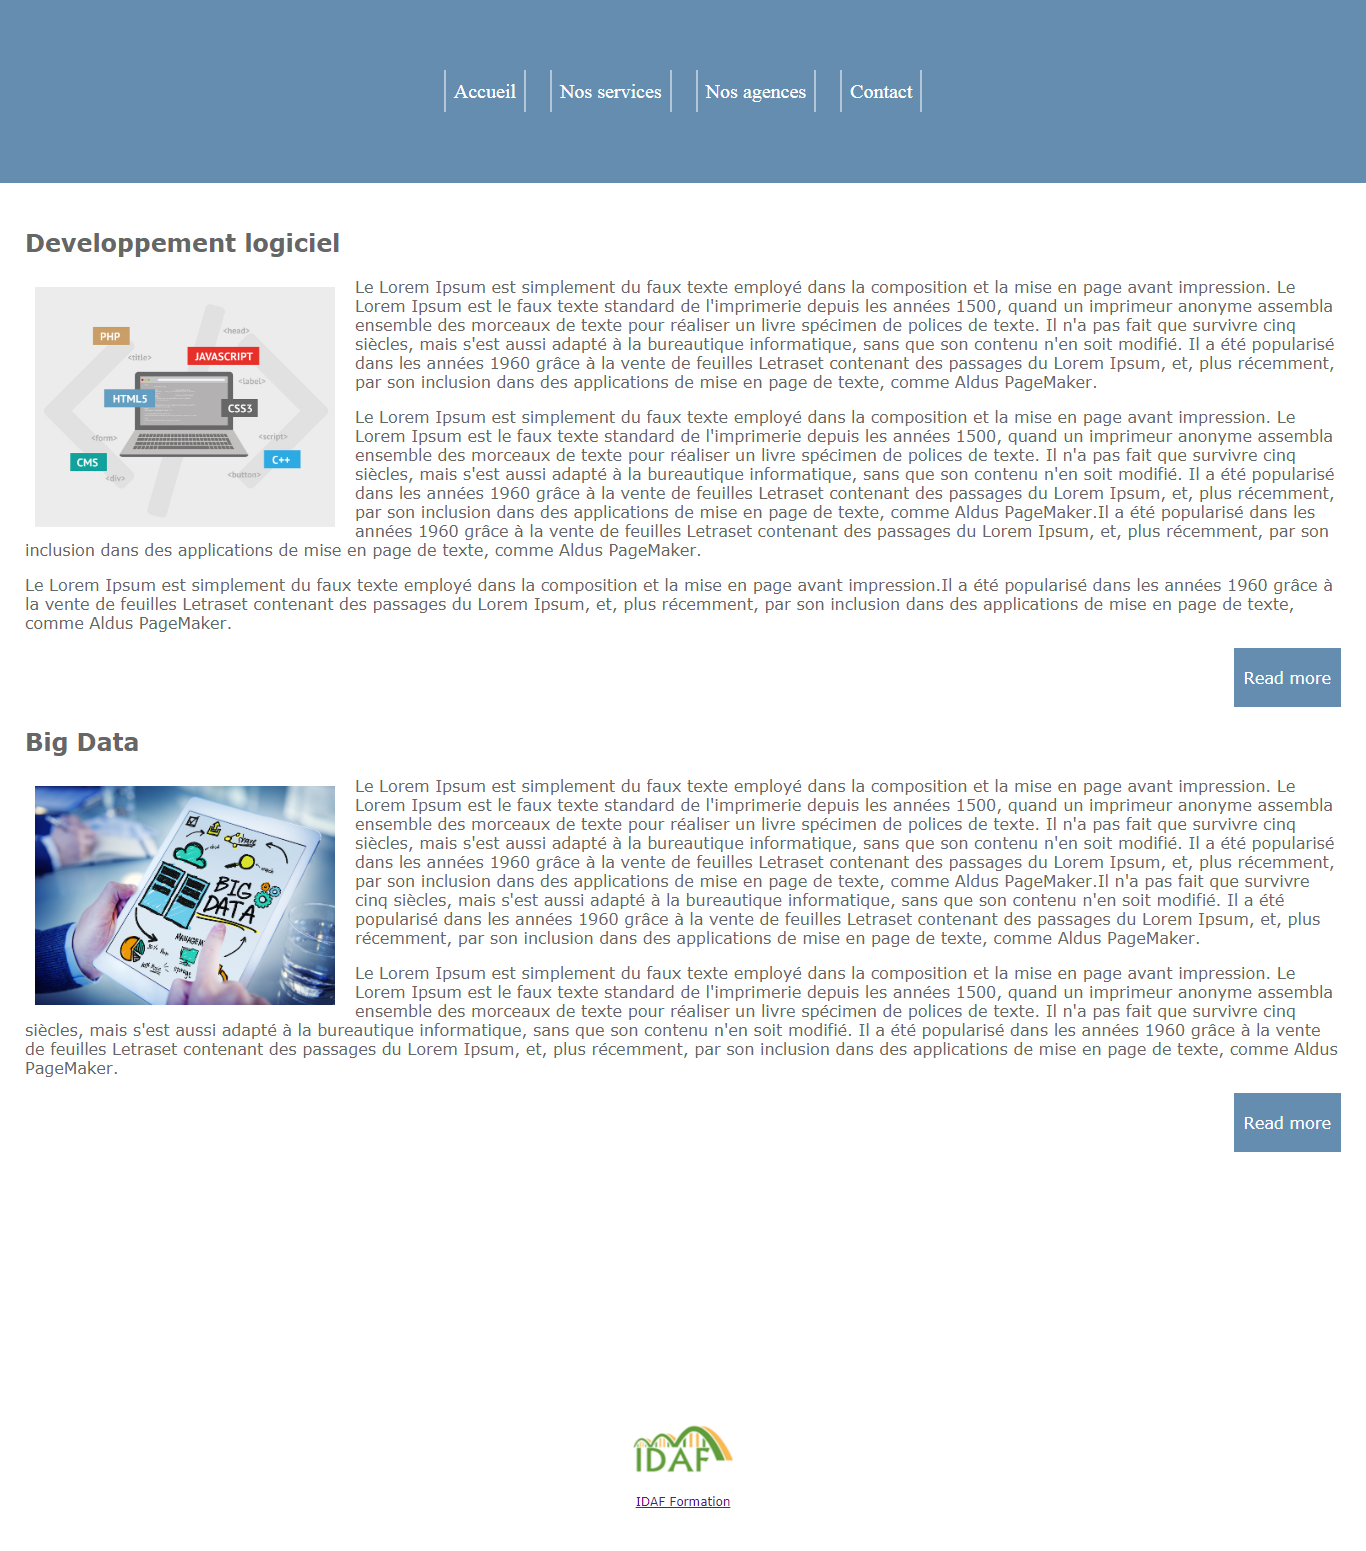 Accueil
Nos services
Nos agences
Contact
Developpement logiciel
PHP
<head>
<title>
JAVASCRIPT
<label>
HTML5
CSS3
<form>
<script>
CMS
C++
<div>
<button>
Le Lorem Ipsum est simplement du faux texte employé dans la composition et la mise en page avant impression. Le
Lorem Ipsum est le faux texte standard de l'imprimerie depuis les années 1500, quand un imprimeur anonyme assembla
ensemble des morceaux de texte pour réaliser un livre spécimen de polices de texte. Il n'a pas fait que survivre cinq
siècles, mais s'est aussi adapté à la bureautique informatique, sans que son contenu n'en soit modifié. Il a été popularisé
dans les années 1960 grâce à la vente de feuilles Letraset contenant des passages du Lorem Ipsum, et, plus récemment,
par son inclusion dans des applications de mise en page de texte, comme Aldus PageMaker.
Le Lorem Ipsum est simplement du faux texte employé dans la composition et la mise en page avant impression. Le
Lorem Ipsum est le faux texte standard de l'imprimerie depuis les années 1500, quand un imprimeur anonyme assembla
ensemble des morceaux de texte pour réaliser un livre spécimen de polices de texte. Il n'a pas fait que survivre cinq
siècles, mais s'est aussi adapté à la bureautique informatique, sans que son contenu n'en soit modifié. Il a été popularisé
dans les années 1960 grâce à la vente de feuilles Letraset contenant des passages du Lorem Ipsum, et, plus récemment,
par son inclusion dans des applications de mise en page de texte, comme Aldus PageMaker.Il a été popularisé dans les
années 1960 grâce à la vente de feuilles Letraset contenant des passages du Lorem Ipsum, et, plus récemment, par son
inclusion dans des applications de mise en page de texte, comme Aldus PageMaker.
Le Lorem Ipsum est simplement du faux texte employé dans la composition et la mise en page avant impression.Il a été popularisé dans les années 1960 grâce à
la vente de feuilles Letraset contenant des passages du Lorem Ipsum, et, plus récemment, par son inclusion dans des applications de mise en page de texte,
comme Aldus PageMaker.
Read more
Big Data
share
BIG
DATA
storage
Le Lorem Ipsum est simplement du faux texte employé dans la composition et la mise en page avant impression. Le
Lorem Ipsum est le faux texte standard de l'imprimerie depuis les années 1500, quand un imprimeur anonyme assembla
ensemble des morceaux de texte pour réaliser un livre spécimen de polices de texte. Il n'a pas fait que survivre cinq
siècles, mais s'est aussi adapté à la bureautique informatique, sans que son contenu n'en soit modifié. Il a été popularisé
dans les années 1960 grâce à la vente de feuilles Letraset contenant des passages du Lorem Ipsum, et, plus récemment,
par son inclusion dans des applications de mise en page de texte, comme Aldus PageMaker.Il n'a pas fait que survivre
cinq siècles, mais s'est aussi adapté à la bureautique informatique, sans que son contenu n'en soit modifié. Il a été
popularisé dans les années 1960 grâce à la vente de feuilles Letraset contenant des passages du Lorem Ipsum, et, plus
récemment, par son inclusion dans des applications de mise en page de texte, comme Aldus PageMaker.
Le Lorem Ipsum est simplement du faux texte employé dans la composition et la mise en page avant impression. Le
Lorem Ipsum est le faux texte standard de l'imprimerie depuis les années 1500, quand un imprimeur anonyme assembla
ensemble des morceaux de texte pour réaliser un livre spécimen de polices de texte. Il n'a pas fait que survivre cinq
siècles, mais s'est aussi adapté à la bureautique informatique, sans que son contenu n'en soit modifié. Il a été popularisé dans les années 1960 grâce à la vente
de feuilles Letraset contenant des passages du Lorem Ipsum, et, plus récemment, par son inclusion dans des applications de mise en page de texte, comme Aldus
PageMaker.
Read more
IDAF
IDAF Formation